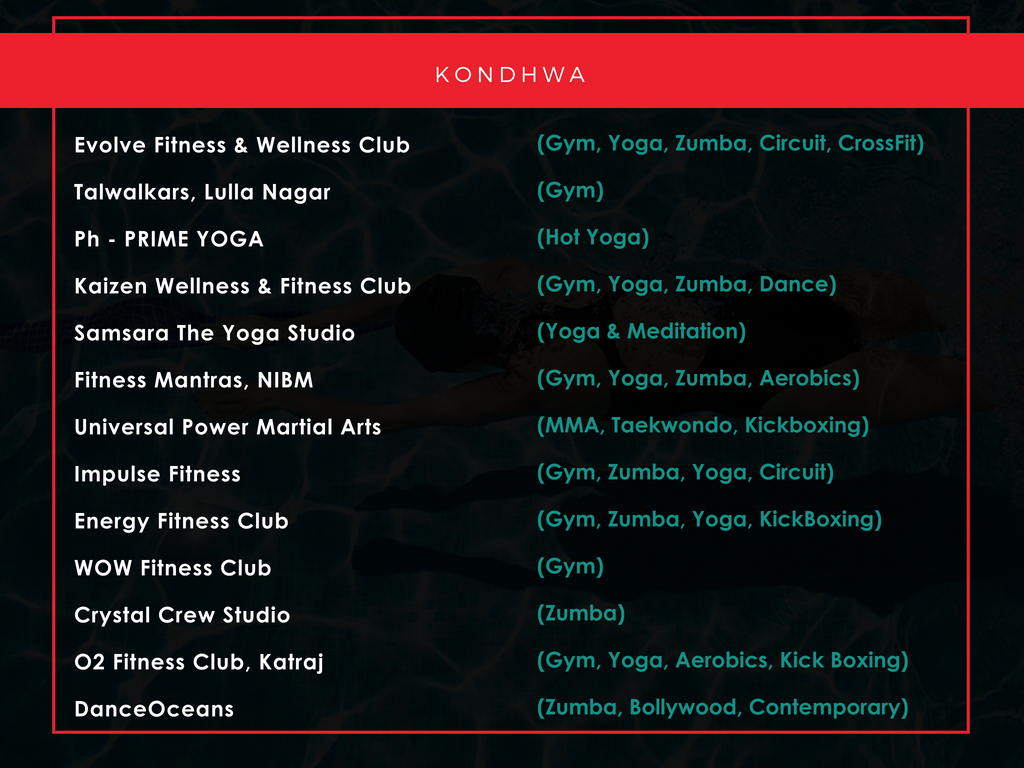 KONDHWA
Evolve Fitness & Wellness Club (Gym, Yoga, Zumba, Circuit, CrossFit)
Talwalkars, Lulla Nagar (Gym)
Ph - PRIME YOGA (Hot Yoga)
Kaizen Wellness & Fitness Club (Gym, Yoga, Zumba, Dance)
Samsara The Yoga Studio (Yoga & Meditation)
Fitness Mantras, NIBM (Gym, Yoga, Zumba, Aerobics)
Universal Power Martial Arts (MMA, Taekwondo, Kickboxing)
Impulse Fitness (Gym, Zumba, Yoga, Circuit)
Energy Fitness Club (Gym, Zumba, Yoga, KickBoxing)
WOW Fitness Club (Gym)
Crystal Crew Studio (Zumba)
O2 Fitness Club, Katraj (Gym, Yoga, Aerobics, Kick Boxing)
DanceOceans (Zumba, Bollywood, Contemporary)